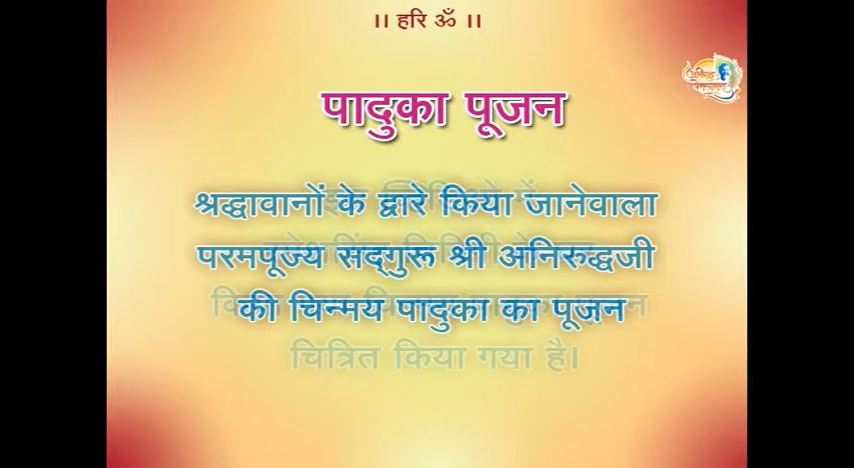 ।। हरि ॐ ।।
पादुका पूजन
श्रद्धावानों के द्वारे किया जानेवाला
परमपूज्य सद्‌गुरू श्री अनिरुद्धजी
की चिन्मय पादुका का पूजन
चित्रित किया गया है।